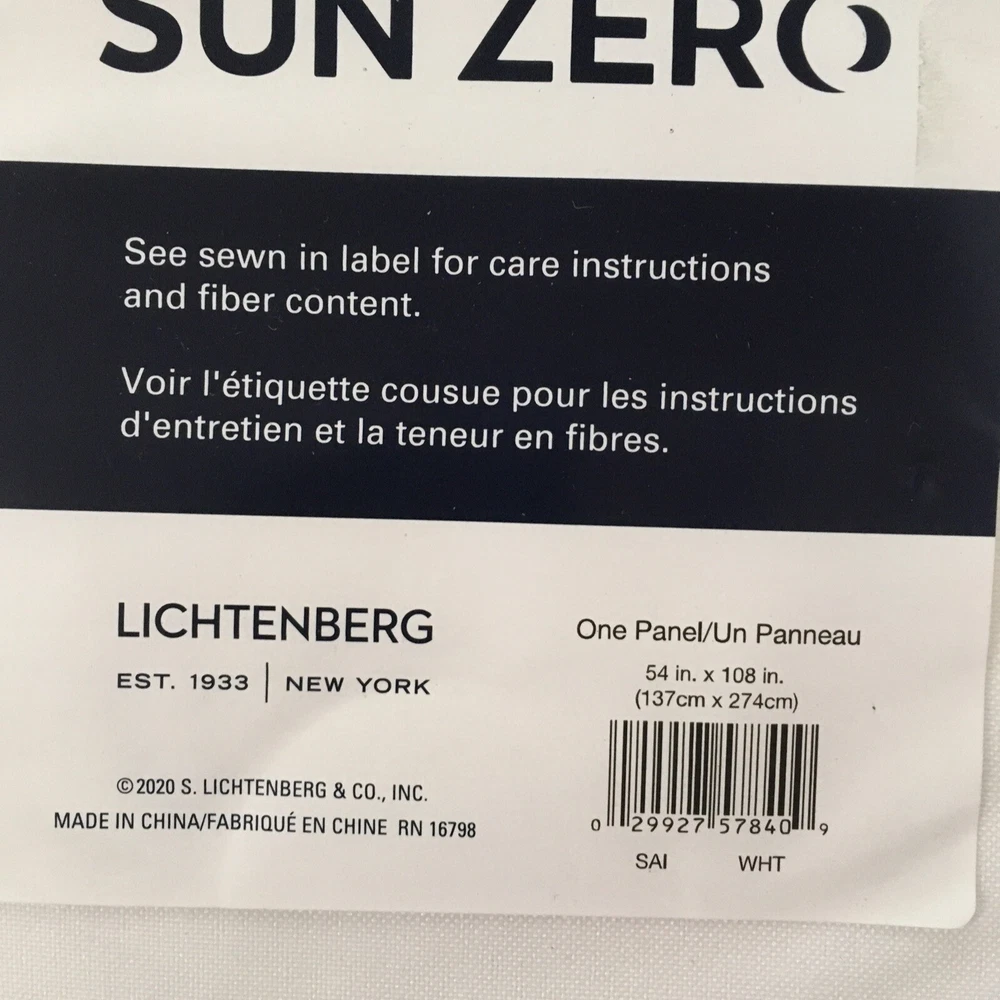 SUN ZERO
See sewn in label for care instructions
and fiber content.
Voir l'étiquette cousue pour les instructions
d'entretien et la teneur en fibres.
LICHTENBERG
EST. 1933 | NEW YORK
©2020 S. LICHTENBERG & CO., INC.
MADE IN CHINA/FABRIQUÉ EN CHINE RN 16798
One Panel/Un Panneau
54 in. x 108 in.
(137cm x 274cm)
0 29927 57840 9
SAI WHT